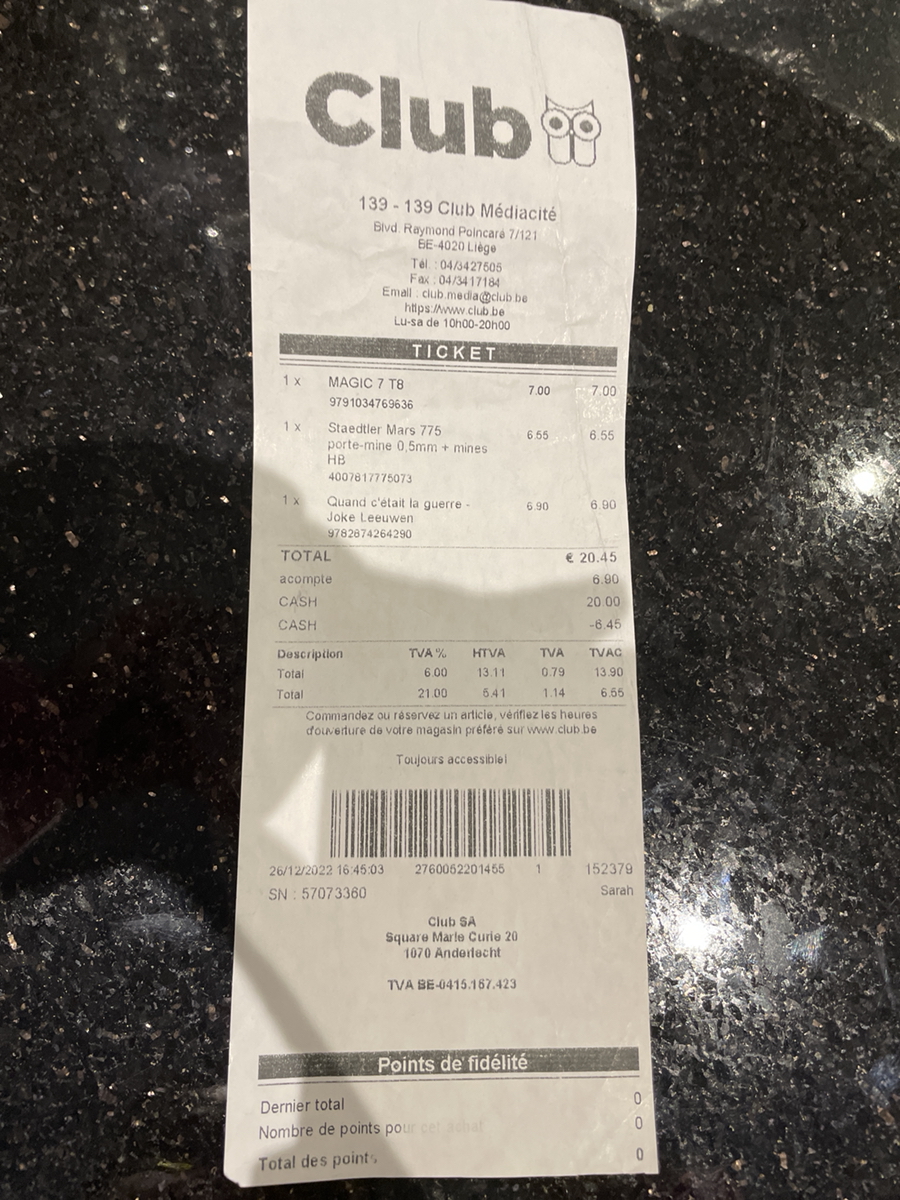 Club
139 - 139 Club Médiacité
Blvd. Raymond Poincaré 7/121
BE-4020 Liège
Tél. : 04/3427505
Fax : 04/3417184
Email : club.media@club.be
https://www.club.be
Lu-sa de 10h00-20h00
TICKET
1 x MAGIC 7 T8 7.00 7.00
9791034769636
1 x Staedtler Mars 775 6.55 6.55
porte-mine 0,5mm + mines
HB
4007817775073
1 x Quand c'était la guerre - 6.90 6.90
Joke Leeuwen
9782874264290
TOTAL € 20.45
acompte 6.90
CASH 20.00
CASH -6.45
Description TVA % HTVA TVA TVAC
Total 6.00 13.11 0.79 13.90
Total 21.00 5.41 1.14 6.55
Commandez ou réservez un article, vérifiez les heures
d'ouverture de votre magasin préféré sur www.club.be
Toujours accessible!
26/12/2022 16:45:03 2760052201455 1 152379
SN : 57073360 Sarah
Club SA
Square Marie Curie 20
1070 Anderlecht
TVA BE-0415.167.423
Points de fidélité
Dernier total 0
Nombre de points pour cet achat 0
Total des points 0